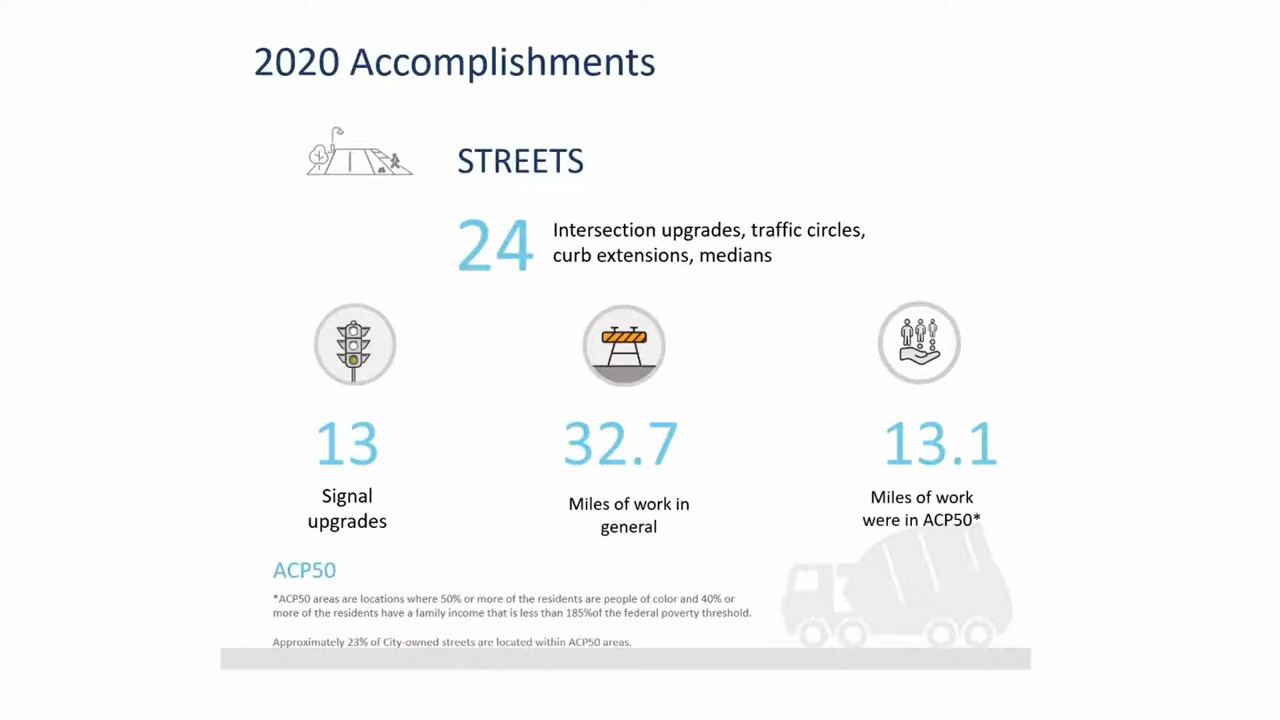 2020 Accomplishments
STREETS
24
Intersection upgrades, traffic circles,
curb extensions, medians
13
Signal
upgrades
32.7
Miles of work in
general
13.1
Miles of work
were in ACP50*
ACP50
*ACP50 areas are locations where 50% or more of the residents are people of color and 40% or
more of the residents have a family income that is less than 185%of the federal poverty threshold.
Approximately 23% of City-owned streets are located within ACP50 areas.